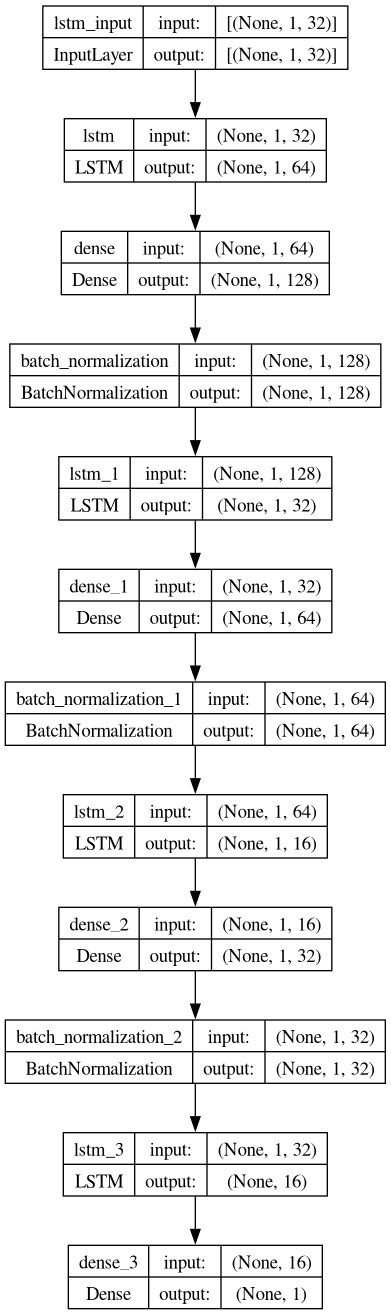 lstm_input input: [(None, 1, 32)]
InputLayer output: [(None, 1, 32)]
lstm input: (None, 1, 32)
LSTM output: (None, 1, 64)
dense input: (None, 1, 64)
Dense output: (None, 1, 128)
batch_normalization input: (None, 1, 128)
BatchNormalization output: (None, 1, 128)
lstm_1 input: (None, 1, 128)
LSTM output: (None, 1, 32)
dense_1 input: (None, 1, 32)
Dense output: (None, 1, 64)
batch_normalization_1 input: (None, 1, 64)
BatchNormalization output: (None, 1, 64)
lstm_2 input: (None, 1, 64)
LSTM output: (None, 1, 16)
dense_2 input: (None, 1, 16)
Dense output: (None, 1, 32)
batch_normalization_2 input: (None, 1, 32)
BatchNormalization output: (None, 1, 32)
lstm_3 input: (None, 1, 32)
LSTM output: (None, 16)
dense_3 input: (None, 16)
Dense output: (None, 1)